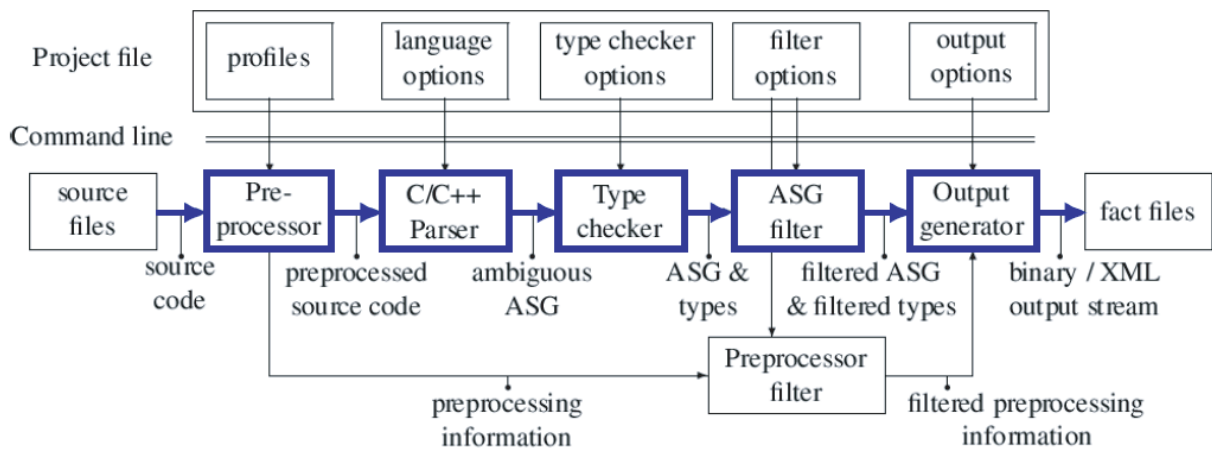 Project file
profiles
language
options
type checker
options
filter
options
output
options
Command line
source
files
Pre-
processor
C/C++
Parser
Type
checker
ASG
filter
Output
generator
fact files
source
code
preprocessed
source code
ambiguous
ASG
ASG &
types
filtered ASG
& filtered types
binary / XML
output stream
Preprocessor
filter
preprocessing
information
filtered preprocessing
information